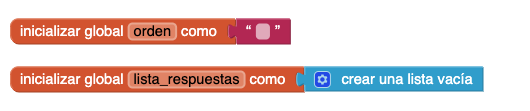 inicializar global orden como “ ”
inicializar global lista_respuestas como crear una lista vacía